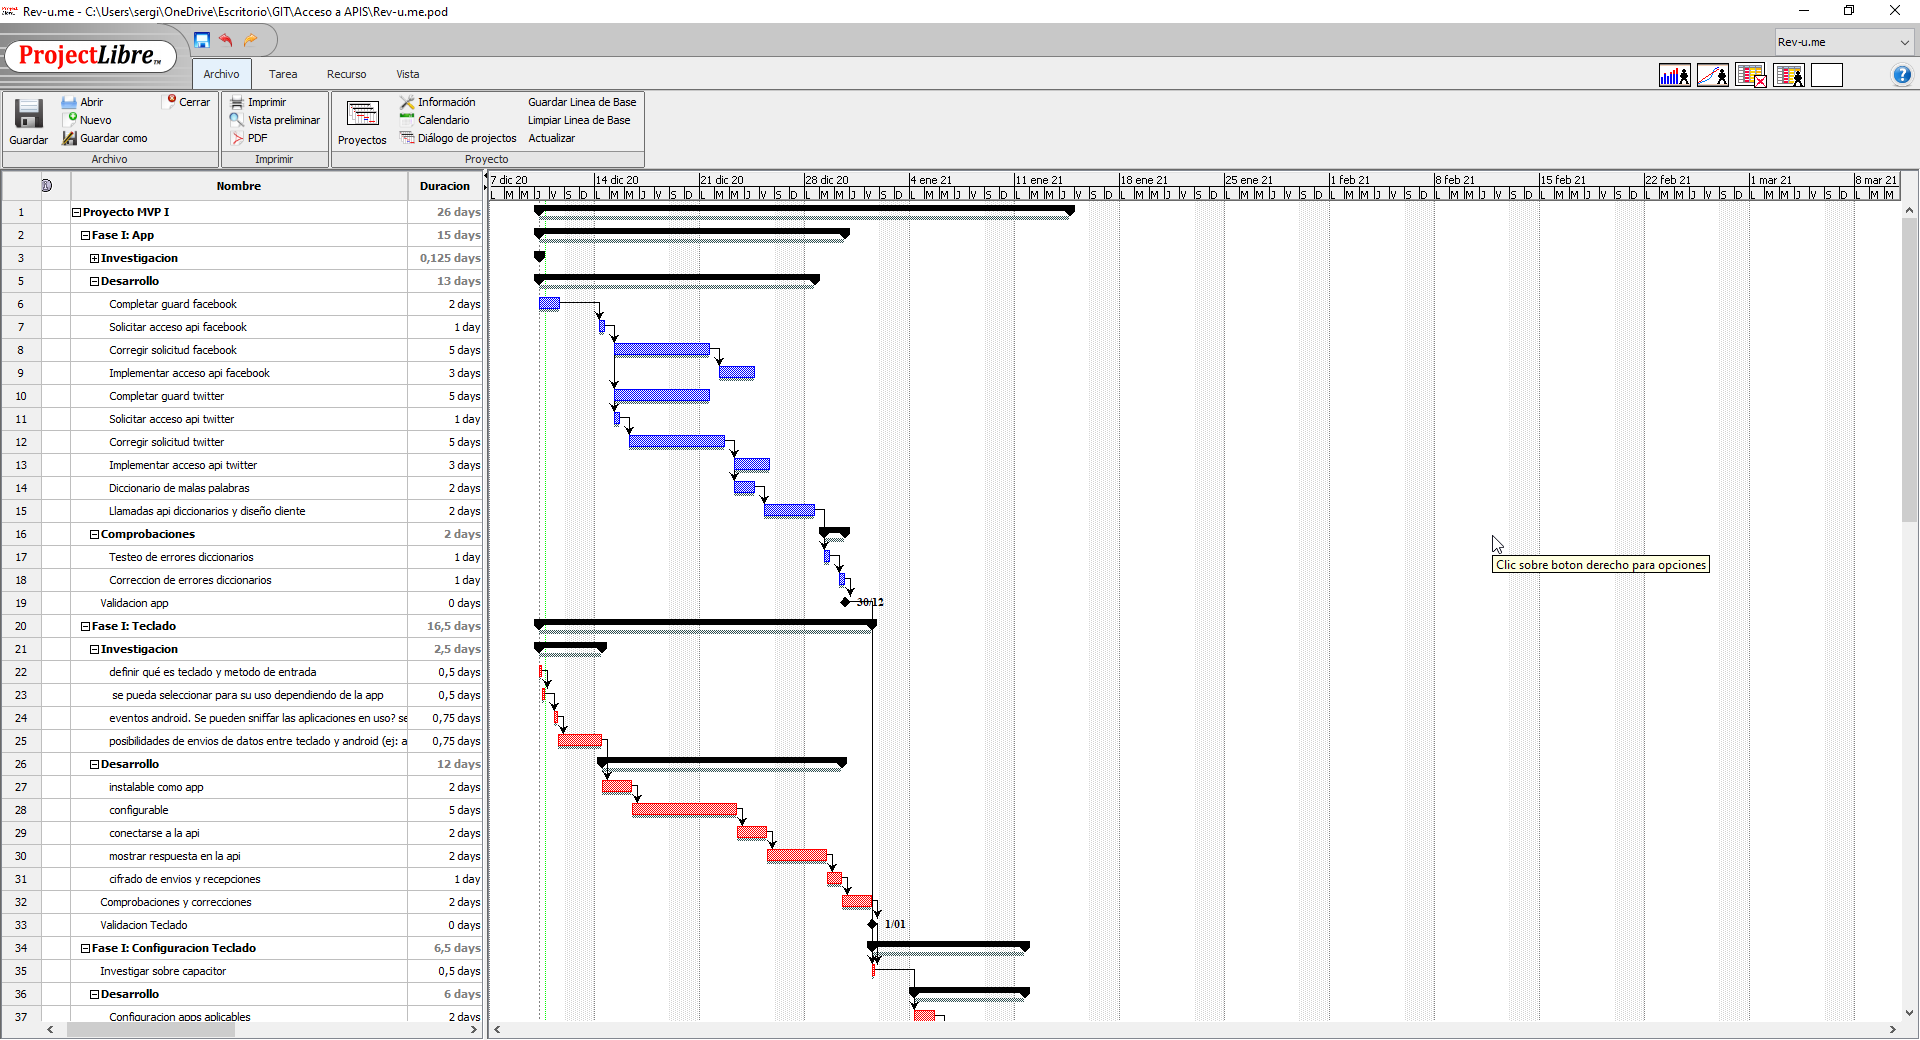 Rev-u.me - C:\Users\sergi\OneDrive\Escritorio\GIT\Acceso a APIS\Rev-u.me.pod
ProjectLibre™
Rev-u.me
Archivo Tarea Recurso Vista
Guardar
Abrir
Nuevo
Guardar como
Cerrar
Archivo
Imprimir
Vista preliminar
PDF
Imprimir
Proyectos
Información
Calendario
Diálogo de projectos
Guardar Linea de Base
Limpiar Linea de Base
Actualizar
Proyecto
Nombre Duracion
7 dic 20 14 dic 20 21 dic 20 28 dic 20 4 ene 21 11 ene 21 18 ene 21 25 ene 21 1 feb 21 8 feb 21 15 feb 21 22 feb 21 1 mar 21 8 mar 21
L M M J V S D L M M J V S D L M M J V S D L M M J V S D L M M J V S D L M M J V S D L M M J V S D L M M J V S D L M M J V S D L M M J V S D L M M J V S D L M M J V S D L M M J V S D L M M
1 Proyecto MVP I 26 days
2 Fase I: App 15 days
3 Investigacion 0,125 days
5 Desarrollo 13 days
6 Completar guard facebook 2 days
7 Solicitar acceso api facebook 1 day
8 Corregir solicitud facebook 5 days
9 Implementar acceso api facebook 3 days
10 Completar guard twitter 5 days
11 Solicitar acceso api twitter 1 day
12 Corregir solicitud twitter 5 days
13 Implementar acceso api twitter 3 days
14 Diccionario de malas palabras 2 days
15 Llamadas api diccionarios y diseño cliente 8 days
16 Comprobaciones 2 days
17 Testeo de errores diccionarios 1 day
18 Correccion de errores diccionarios 1 day
19 Validacion app 0 days
30/12
20 Fase I: Teclado 16,5 days
21 Investigacion 2,5 days
22 definir qué es teclado y metodo de entrada 0,5 days
23 se pueda seleccionar para su uso dependiendo de la app 0,5 days
24 eventos android. Se pueden sniffar las aplicaciones en uso? se 0,75 days
25 posibilidades de envios de datos entre teclado y android (ej: a 0,75 days
26 Desarrollo 12 days
27 instalable como app 2 days
28 configurable 5 days
29 conectarse a la api 2 days
30 mostrar respuesta en la api 2 days
31 cifrado de envios y recepciones 1 day
32 Comprobaciones y correcciones 2 days
33 Validacion Teclado 0 days
1/01
34 Fase I: Configuracion Teclado 6,5 days
35 Investigar sobre capacitor 0,5 days
36 Desarrollo 6 days
37 Configuracion apps aplicables 2 days
Clic sobre boton derecho para opciones